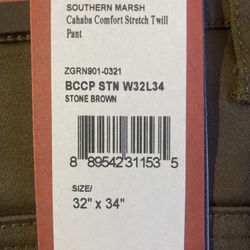 SOUTHERN MARSH
Cahaba Comfort Stretch Twill
Pant
ZGRN901-0321
BCCP STN W32L34
STONE BROWN
8 89542 31153 5
SIZE/
32" x 34"